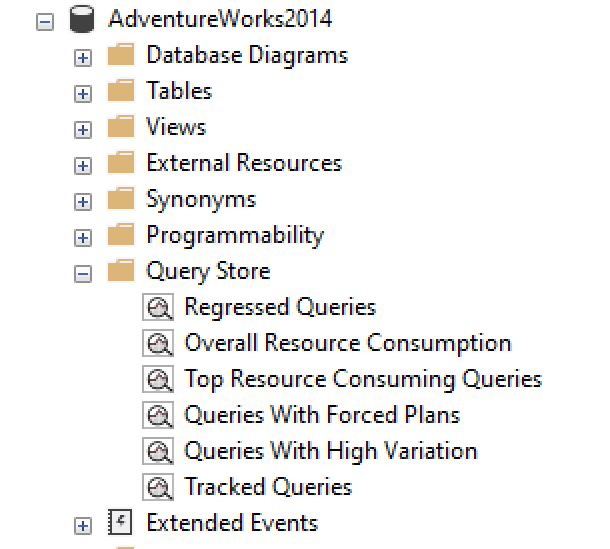 AdventureWorks2014
Database Diagrams
Tables
Views
External Resources
Synonyms
Programmability
Query Store
Regressed Queries
Overall Resource Consumption
Top Resource Consuming Queries
Queries With Forced Plans
Queries With High Variation
Tracked Queries
Extended Events